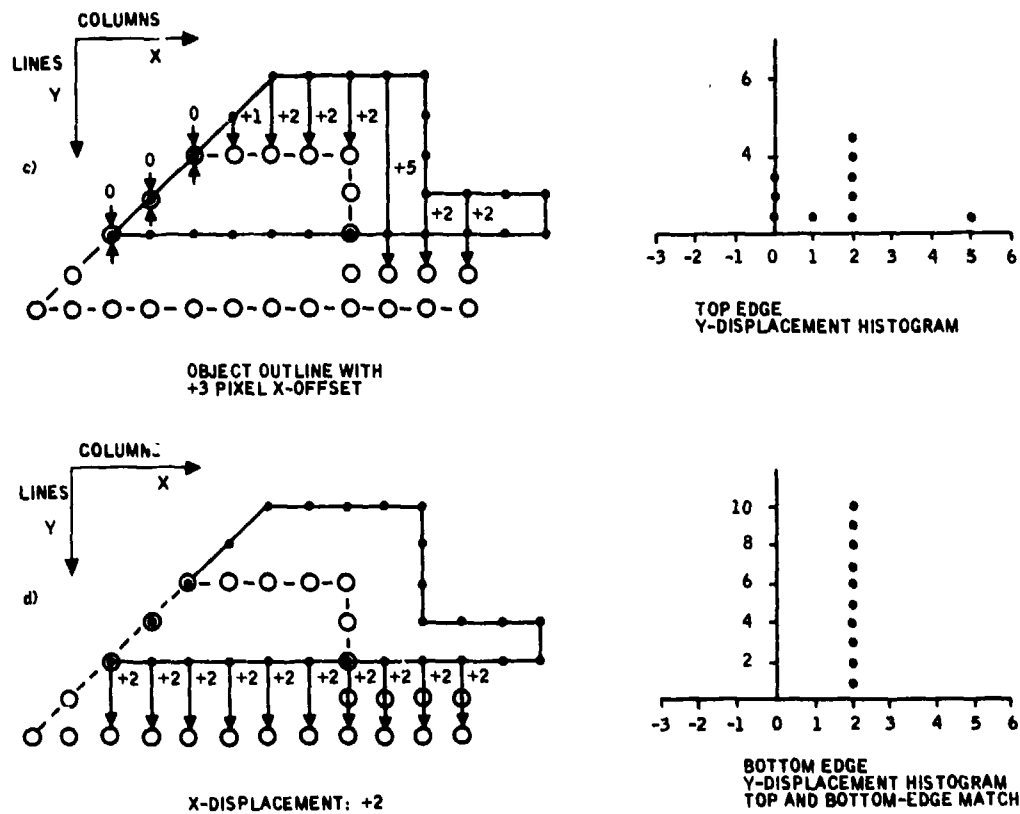 COLUMNS
X
LINES
Y
c)
0
0
0
+1 +2 +2 +2
+5
+2 +2
OBJECT OUTLINE WITH
+3 PIXEL X-OFFSET
6
4
2
-3 -2 -1 0 1 2 3 4 5 6
TOP EDGE
Y-DISPLACEMENT HISTOGRAM
COLUMN
X
LINES
Y
d)
+2 +2 +2 +2 +2 +2 +2 +2 +2 +2
X-DISPLACEMENT: +2
10
8
6
4
2
-3 -2 -1 0 1 2 3 4 5 6
BOTTOM EDGE
Y-DISPLACEMENT HISTOGRAM
TOP AND BOTTOM-EDGE MATCH